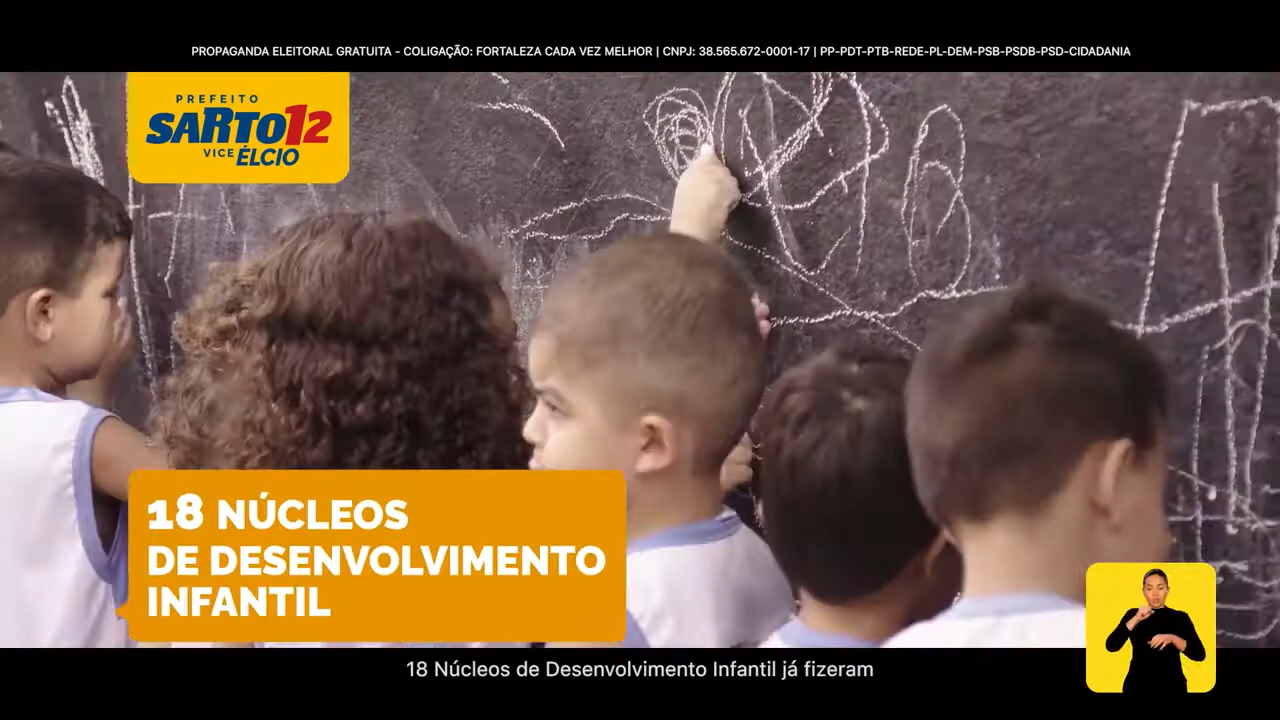 PROPAGANDA ELEITORAL GRATUITA - COLIGAÇÃO: FORTALEZA CADA VEZ MELHOR | CNPJ: 38.565.672-0001-17 | PP-PDT-PTB-REDE-PL-DEM-PSB-PSDB-PSD-CIDADANIA
PREFEITO
SARTO12
VICE ÉLCIO
18 NÚCLEOS
DE DESENVOLVIMENTO
INFANTIL
18 Núcleos de Desenvolvimento Infantil já fizeram